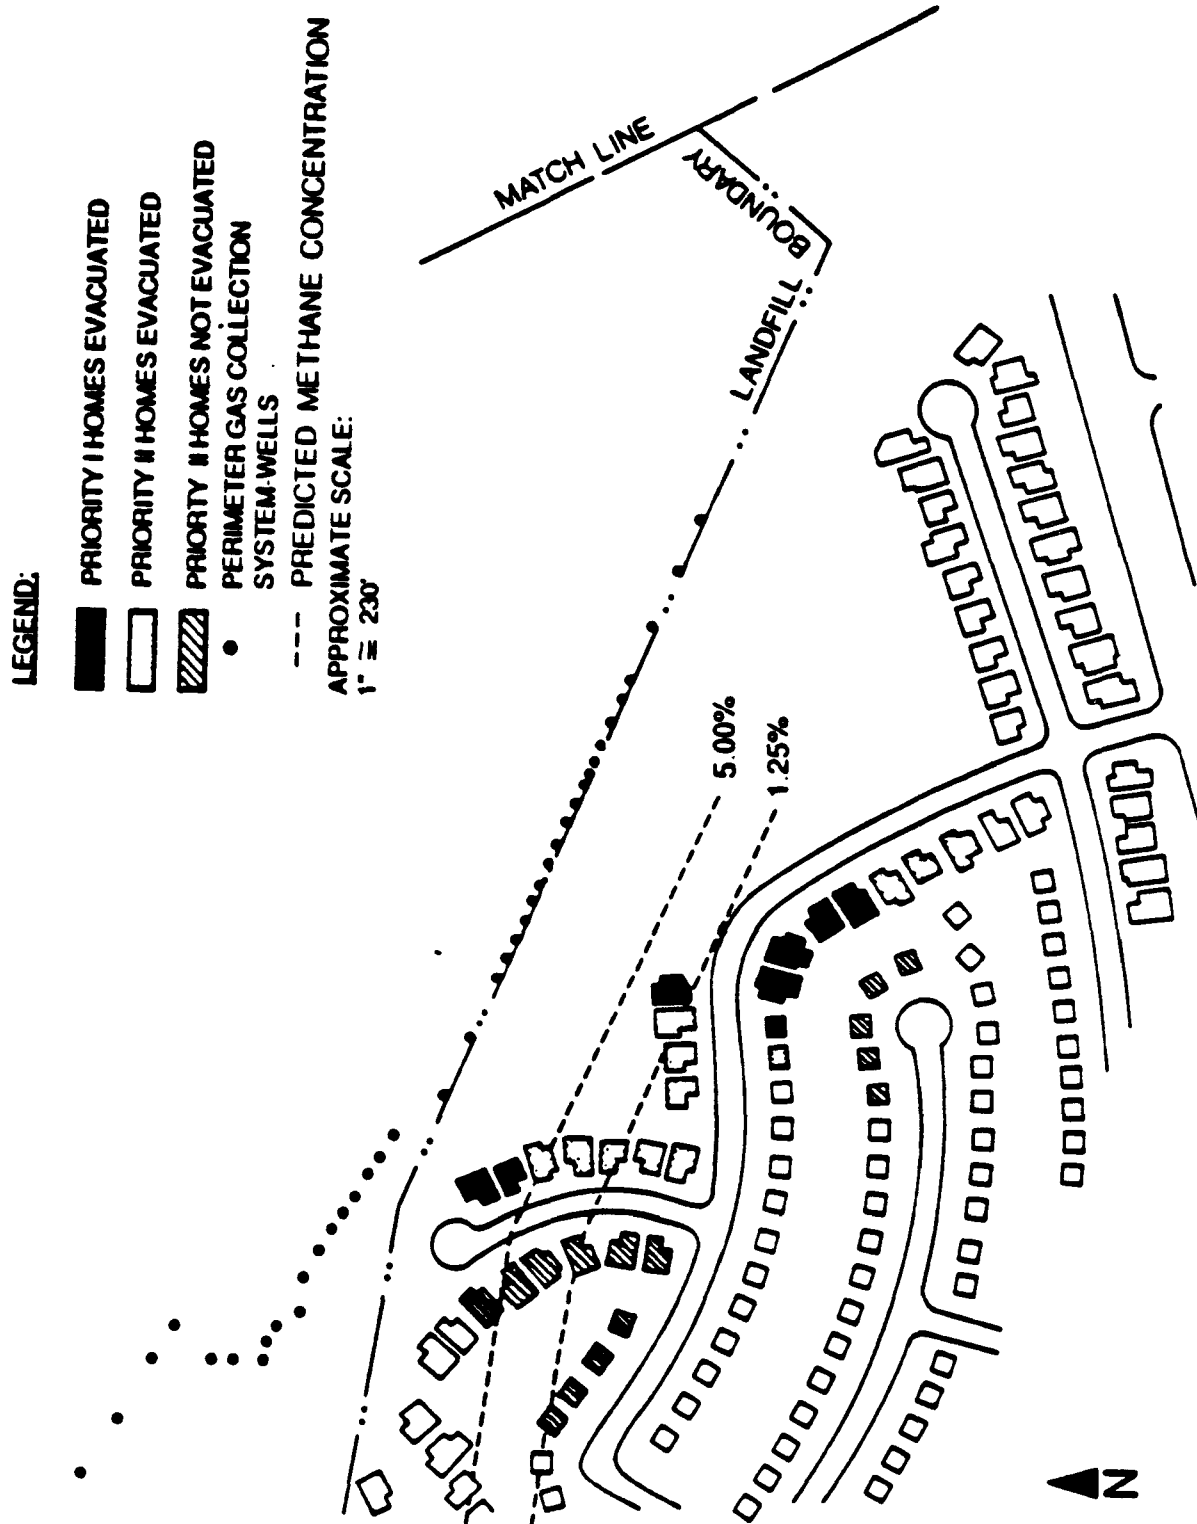 LEGEND:
PRIORITY I HOMES EVACUATED
PRIORITY II HOMES EVACUATED
PRIORTY II HOMES NOT EVACUATED
PERIMETER GAS COLLECTION
SYSTEM-WELLS
--- PREDICTED METHANE CONCENTRATION
APPROXIMATE SCALE:
1" ≅ 230'
MATCH LINE
LANDFILL BOUNDARY
5.00%
1.25%
N